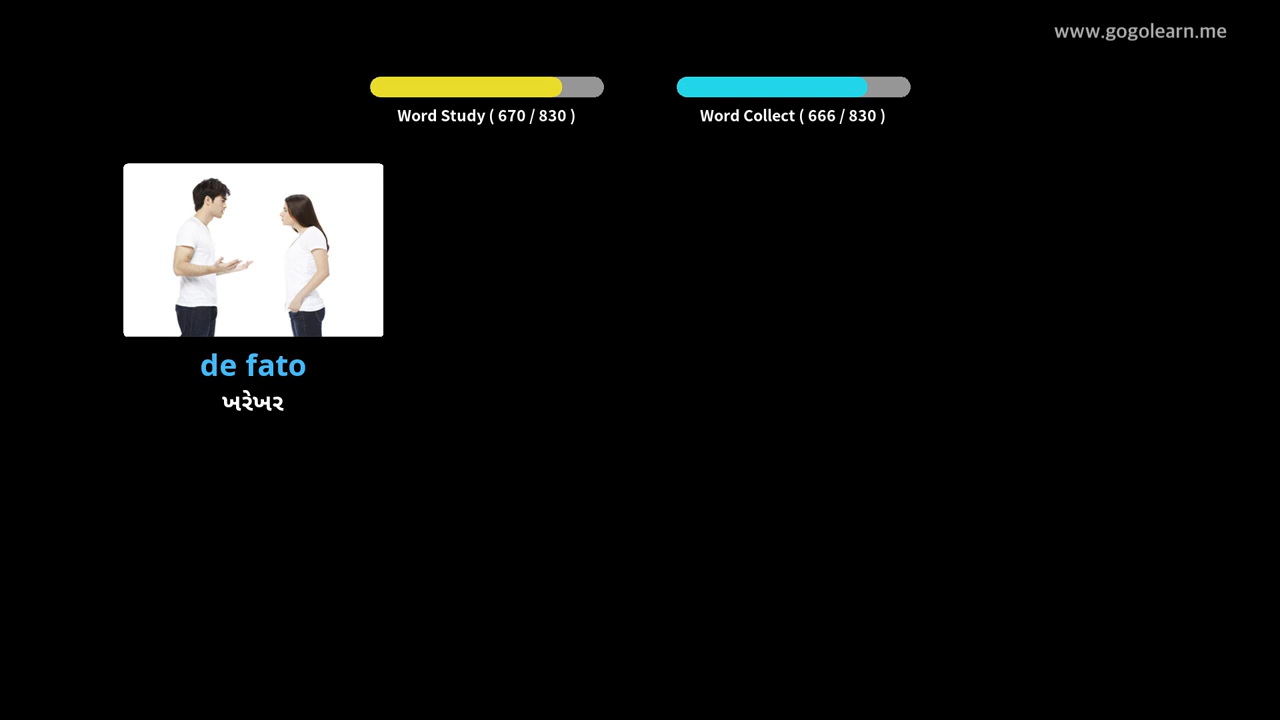 www.gogolearn.me
Word Study ( 670 / 830 )
Word Collect ( 666 / 830 )
de fato
ખરેખર